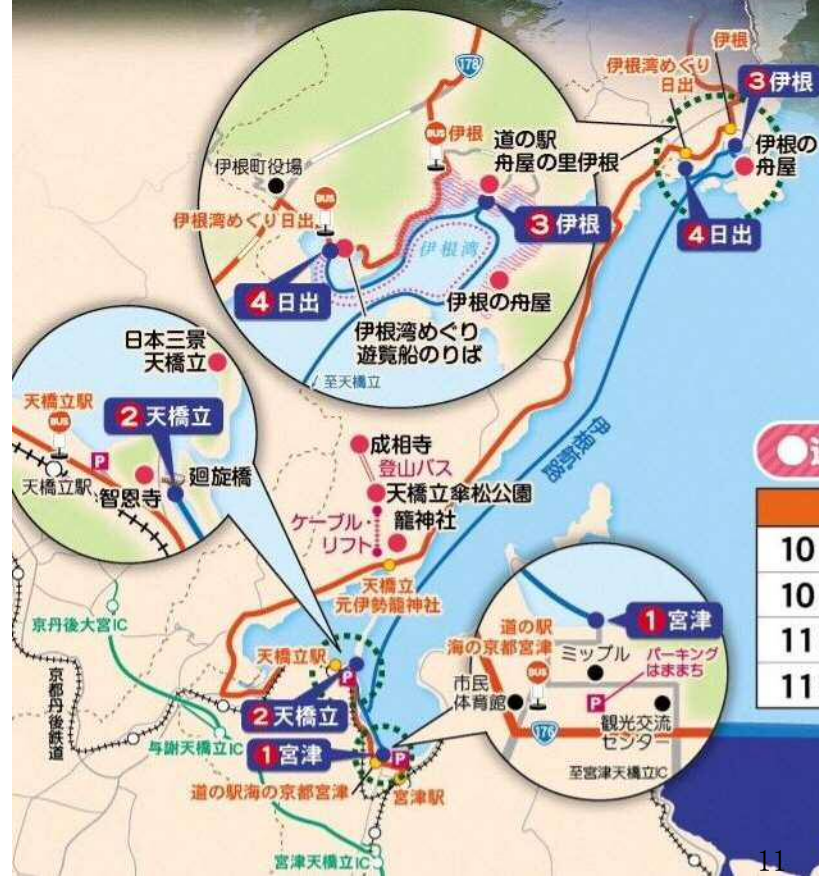 伊根
伊根湾めぐり
日出
3伊根
伊根の
舟屋
4日出
178
BUS
伊根
道の駅
舟屋の里伊根
伊根町役場
BUS
伊根湾めぐり日出
3伊根
伊根湾
4日出
伊根の舟屋
伊根湾めぐり
遊覧船のりば
至天橋立
日本三景
天橋立
天橋立駅
BUS
2天橋立
P
天橋立駅
智恩寺
廻旋橋
伊根航路
成相寺
登山バス
天橋立傘松公園
ケーブル・
リフト
籠神社
天橋立
元伊勢籠神社
京丹後大宮IC
京都丹後鉄道
与謝天橋立IC
天橋立駅
P
2天橋立
1宮津
P
道の駅海の京都宮津
宮津駅
宮津天橋立IC
1宮津
道の駅
海の京都宮津
BUS
ミップル
パーキング
はままち
P
市民
体育館
観光交流
センター
176
至宮津天橋立IC
10
10
11
11
11